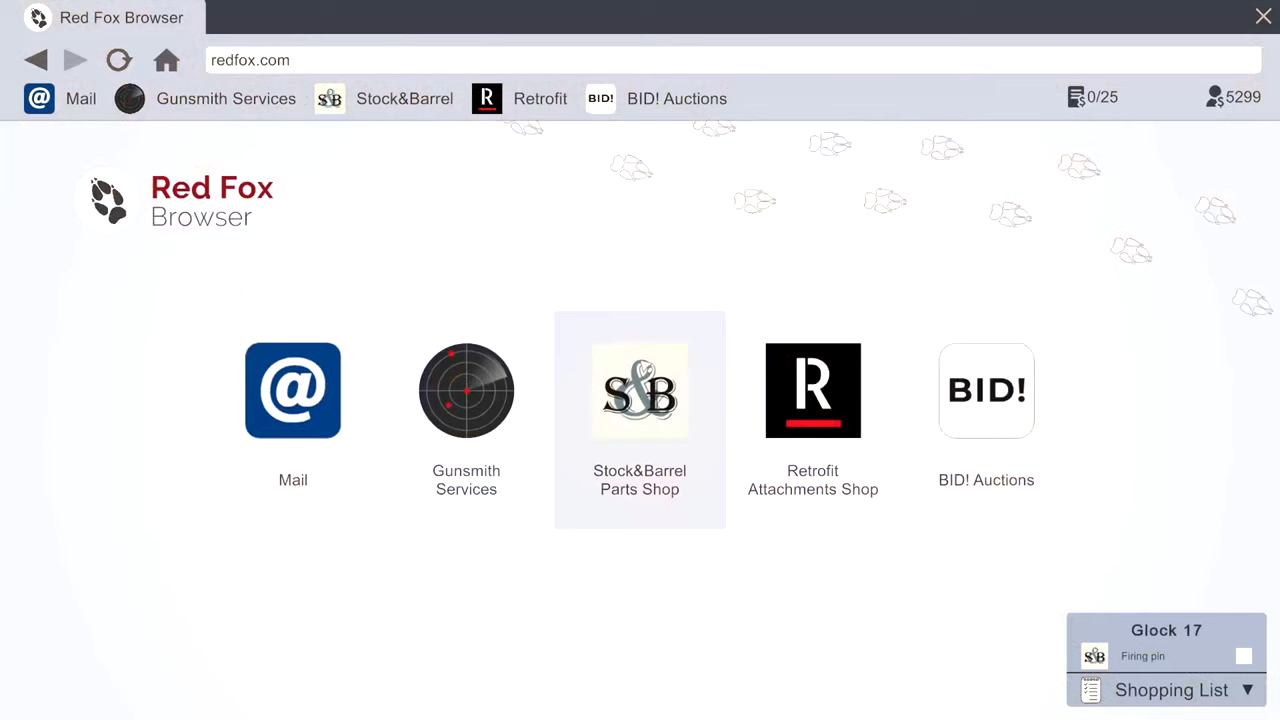 Red Fox Browser
redfox.com
@ Mail Gunsmith Services S&B Stock&Barrel R Retrofit BID! BID! Auctions $0/25 $5299
Red Fox
Browser
@ S&B R BID!
Mail
Gunsmith
Services
Stock&Barrel
Parts Shop
Retrofit
Attachments Shop
BID! Auctions
Glock 17
S&B Firing pin
Shopping List ▼